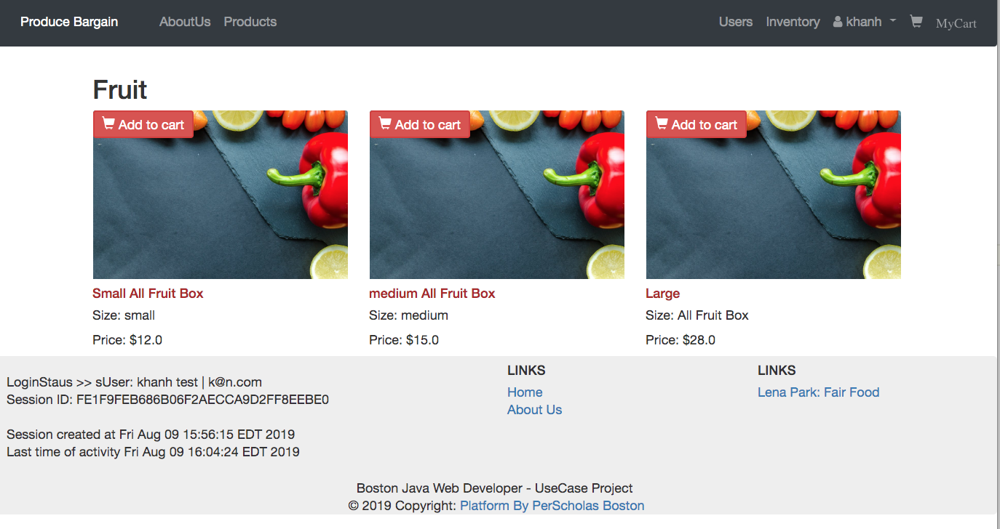 Produce Bargain AboutUs Products Users Inventory khanh MyCart
Fruit
Add to cart Add to cart Add to cart
Small All Fruit Box medium All Fruit Box Large
Size: small Size: medium Size: All Fruit Box
Price: $12.0 Price: $15.0 Price: $28.0
LINKS LINKS
LoginStaus >> sUser: khanh test | k@n.com
Home Lena Park: Fair Food
Session ID: FE1F9FEB686B06F2AECCA9D2FF8EEBE0
About Us
Session created at Fri Aug 09 15:56:15 EDT 2019
Last time of activity Fri Aug 09 16:04:24 EDT 2019
Boston Java Web Developer - UseCase Project
© 2019 Copyright: Platform By PerScholas Boston